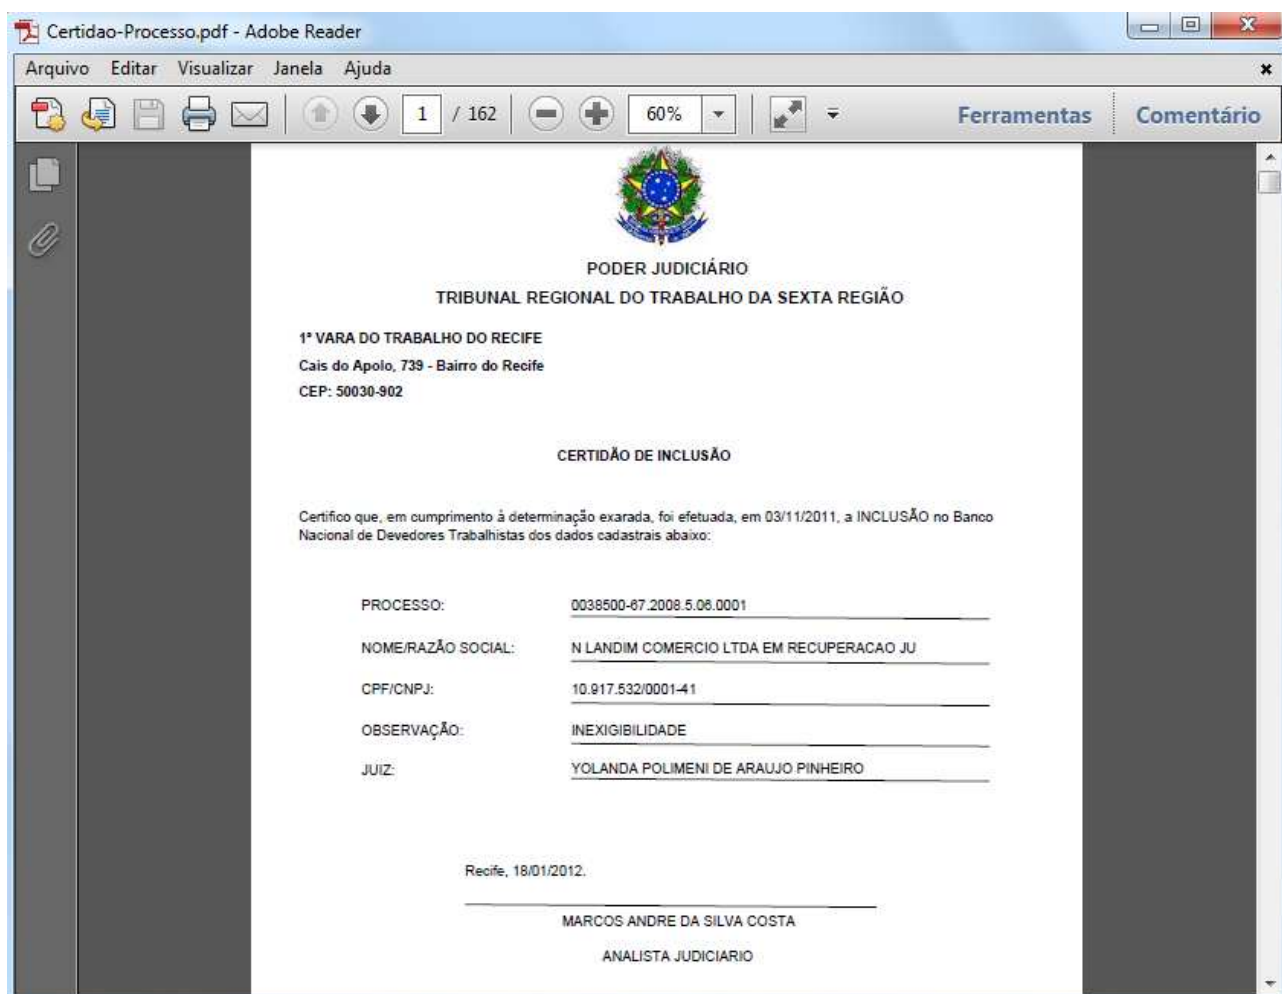 Certidao-Processo.pdf - Adobe Reader
Arquivo Editar Visualizar Janela Ajuda
1 / 162 60% Ferramentas Comentário
PODER JUDICIÁRIO
TRIBUNAL REGIONAL DO TRABALHO DA SEXTA REGIÃO
1ª VARA DO TRABALHO DO RECIFE
Cais do Apolo, 739 - Bairro do Recife
CEP: 50030-902
CERTIDÃO DE INCLUSÃO
Certifico que, em cumprimento à determinação exarada, foi efetuada, em 03/11/2011, a INCLUSÃO no Banco
Nacional de Devedores Trabalhistas dos dados cadastrais abaixo:
PROCESSO: 0038500-67.2008.5.06.0001
NOME/RAZÃO SOCIAL: N LANDIM COMERCIO LTDA EM RECUPERACAO JU
CPF/CNPJ: 10.917.532/0001-41
OBSERVAÇÃO: INEXIGIBILIDADE
JUIZ: YOLANDA POLIMENI DE ARAUJO PINHEIRO
Recife, 18/01/2012.
MARCOS ANDRE DA SILVA COSTA
ANALISTA JUDICIARIO